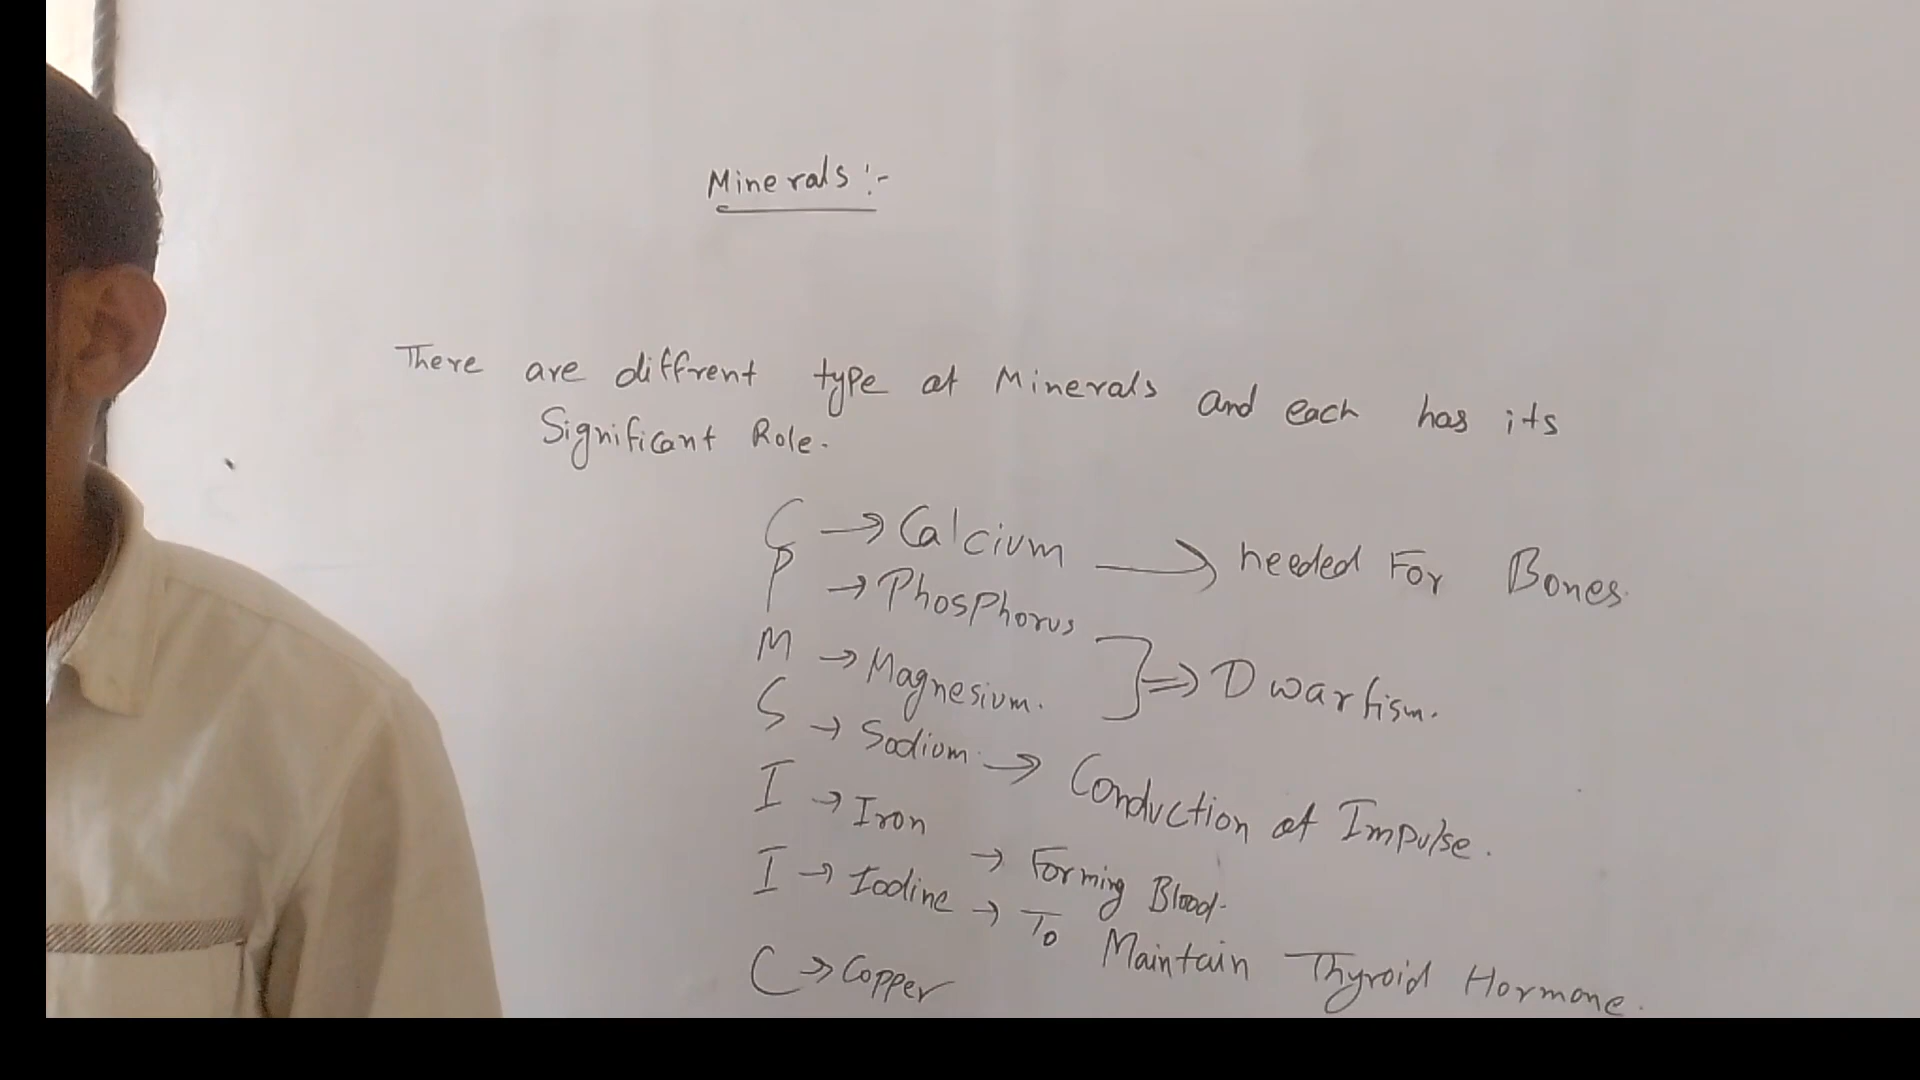 Minerals :-
There are diffrent type of Minerals and each has its
Significant Role.
C → Calcium → needed For Bones.
P → Phosphorus
M → Magnesium. } ⇒ Dwarfism.
S → Sodium → Conduction of Impulse.
I → Iron → Forming Blood.
I → Iodine → To Maintain Thyroid Hormone.
C → Copper